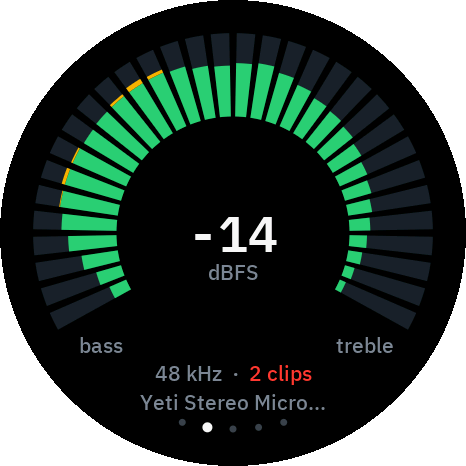 -14
dBFS
bass treble
48 kHz · 2 clips
Yeti Stereo Micro...